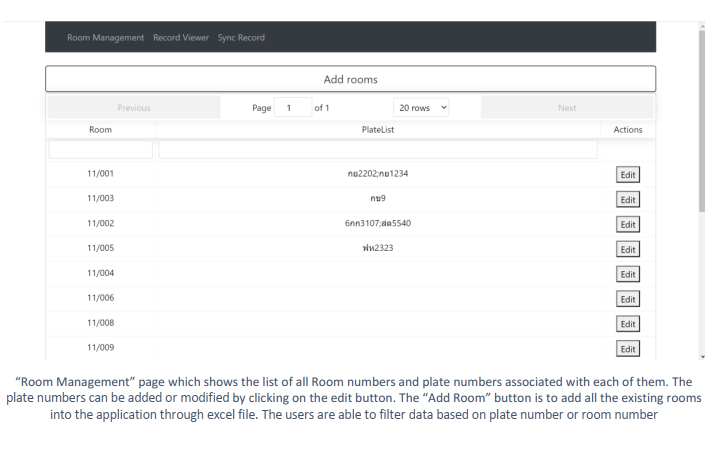 Room Management Record Viewer Sync Record
Add rooms
Previous Page 1 of 1 20 rows Next
Room PlateList Actions
11/001 กย2202;กย1234 Edit
11/003 กข9 Edit
11/002 6กก3107;ส่ด5540 Edit
11/005 ฟห2323 Edit
11/004 Edit
11/006 Edit
11/008 Edit
11/009 Edit
“Room Management” page which shows the list of all Room numbers and plate numbers associated with each of them. The
plate numbers can be added or modified by clicking on the edit button. The “Add Room” button is to add all the existing rooms
into the application through excel file. The users are able to filter data based on plate number or room number